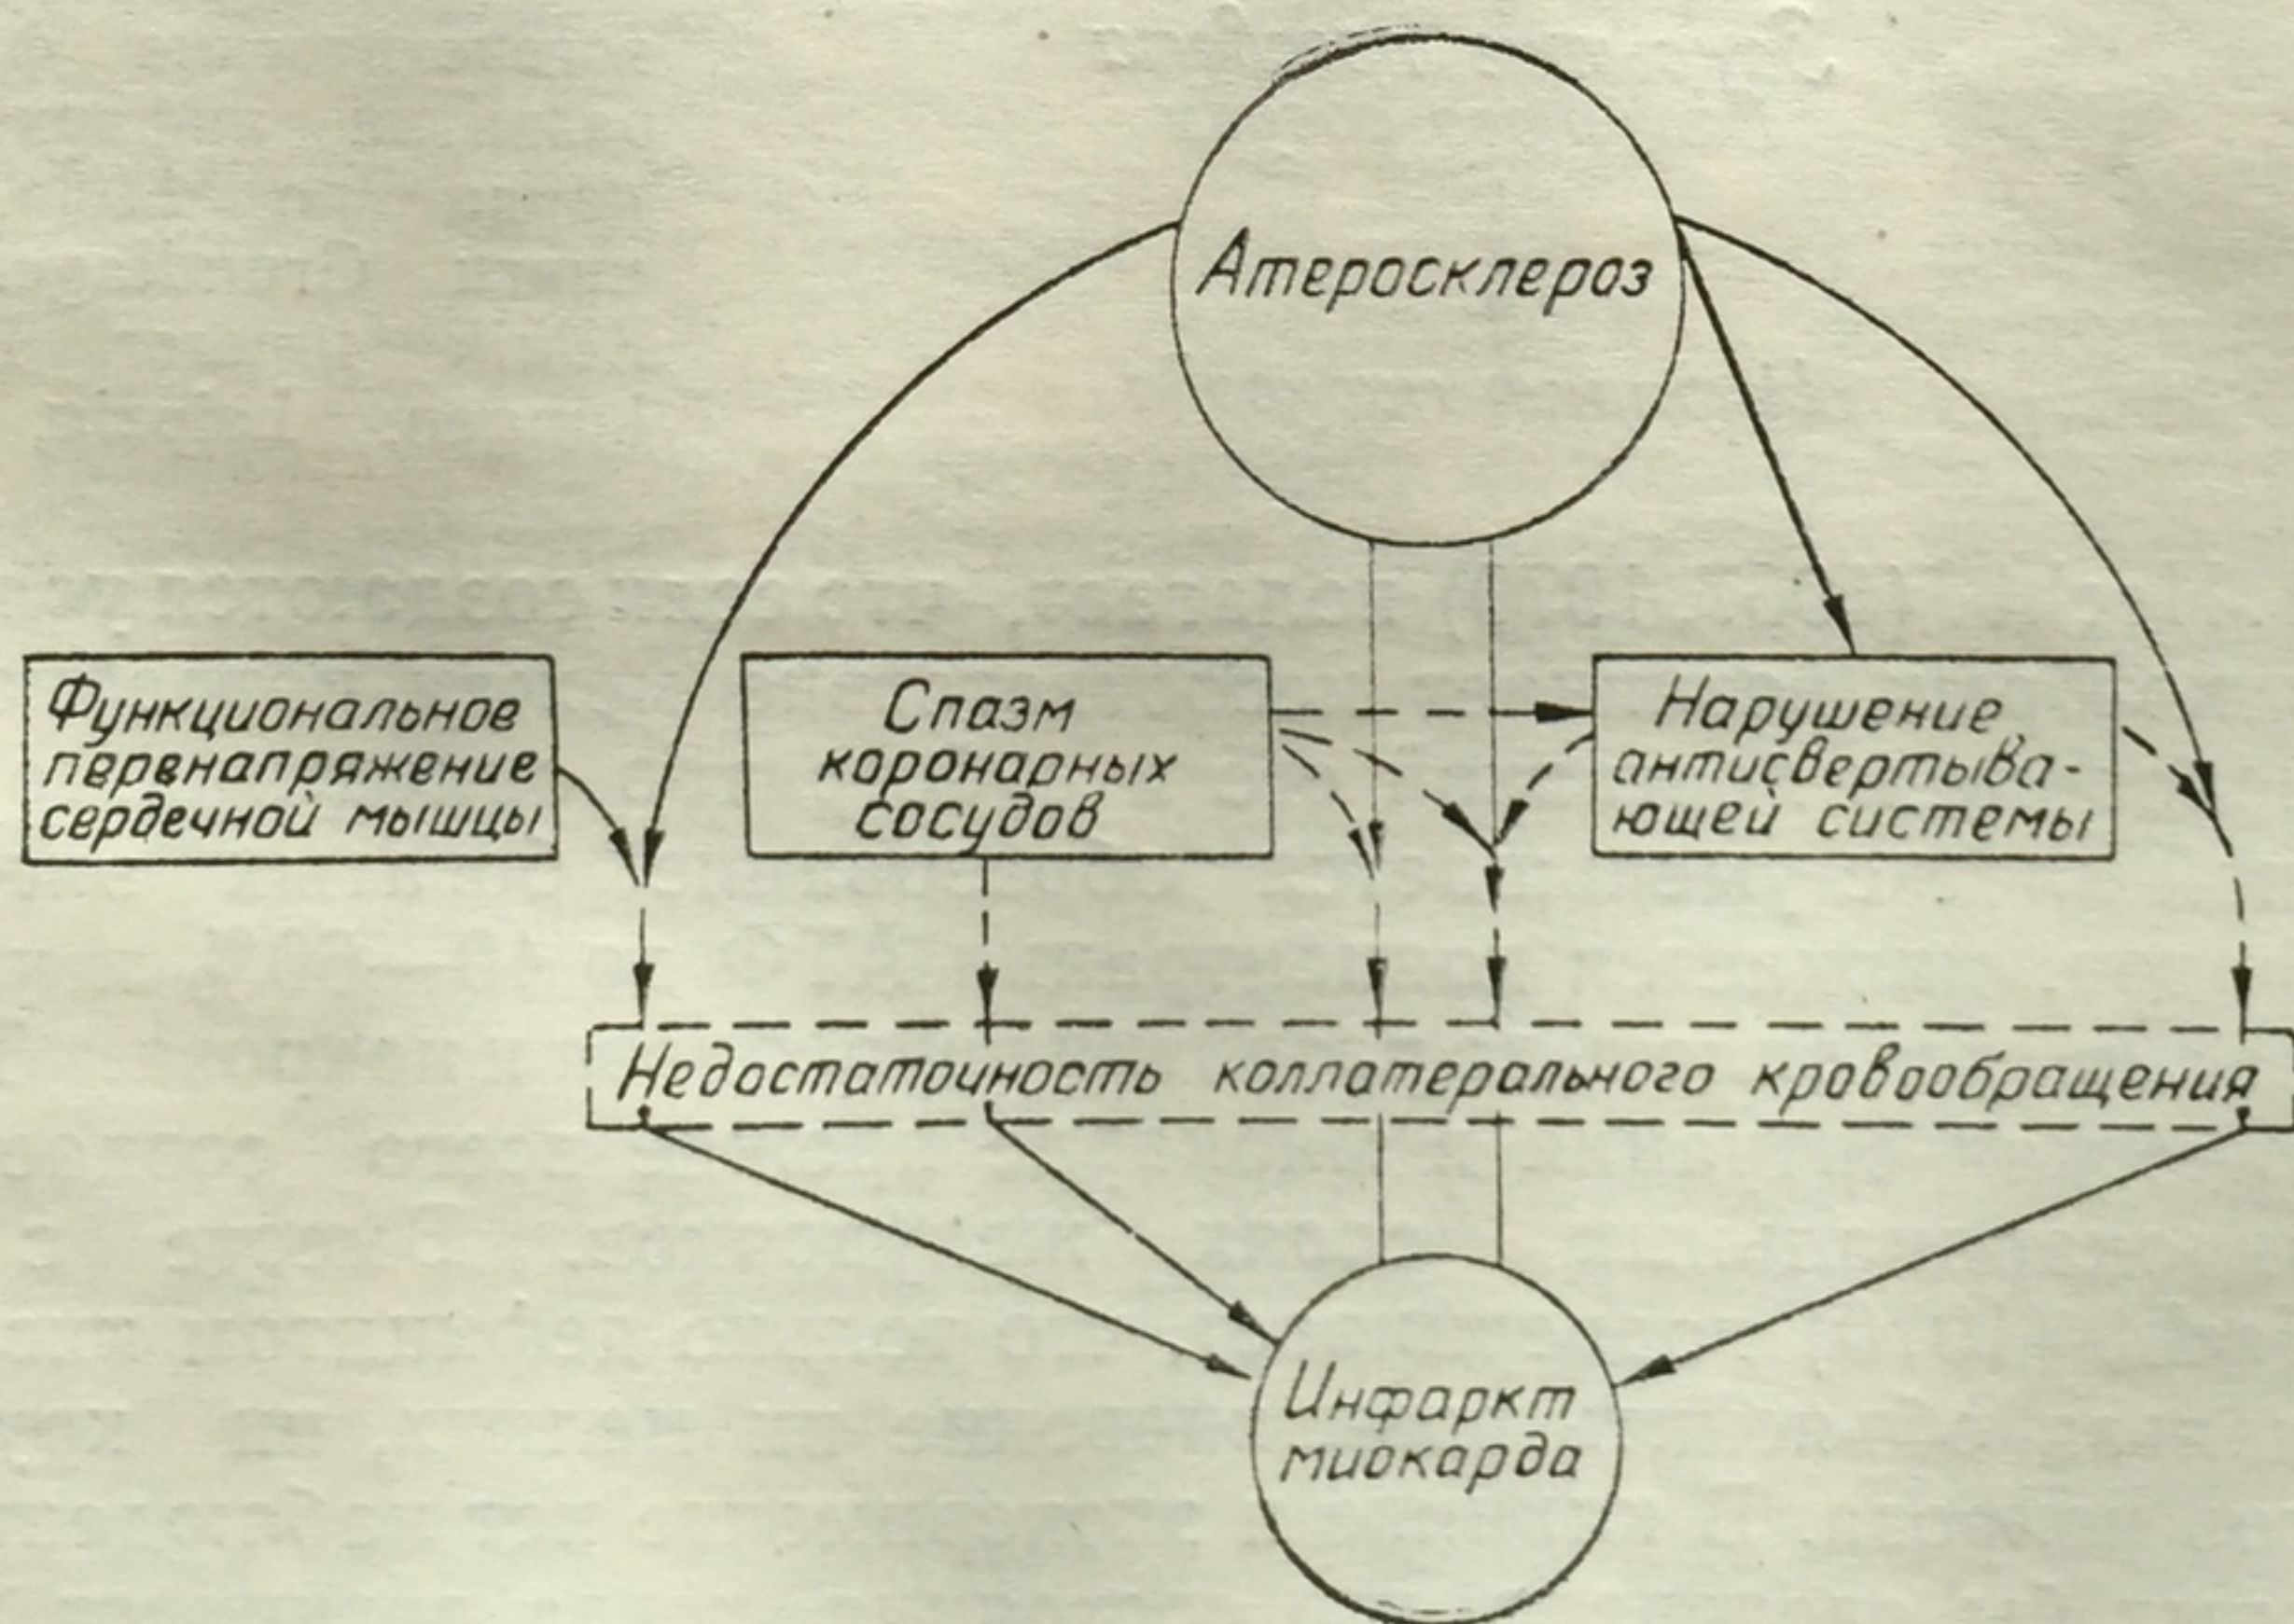 Атеросклероз
Функциональное
перенапряжение
сердечной мышцы
Спазм
коронарных
сосудов
Нарушение
антисвертыва-
ющей системы
Недостаточность коллатерального кровообращения
Инфаркт
миокарда